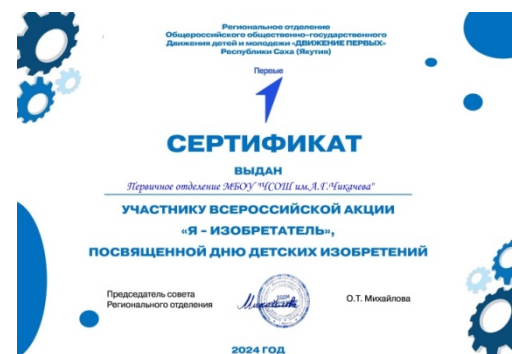 Региональное отделение
Общероссийского общественно-государственного
Движения детей и молодежи «ДВИЖЕНИЕ ПЕРВЫХ»
Республики Саха (Якутия)
Первые
СЕРТИФИКАТ
ВЫДАН
Первичное отделение МБОУ "ЧСОШ им.А.Г.Чикачева"
УЧАСТНИКУ ВСЕРОССИЙСКОЙ АКЦИИ
«Я – ИЗОБРЕТАТЕЛЬ»,
ПОСВЯЩЕННОЙ ДНЮ ДЕТСКИХ ИЗОБРЕТЕНИЙ
Председатель совета
Регионального отделения
О.Т. Михайлова
2024 ГОД